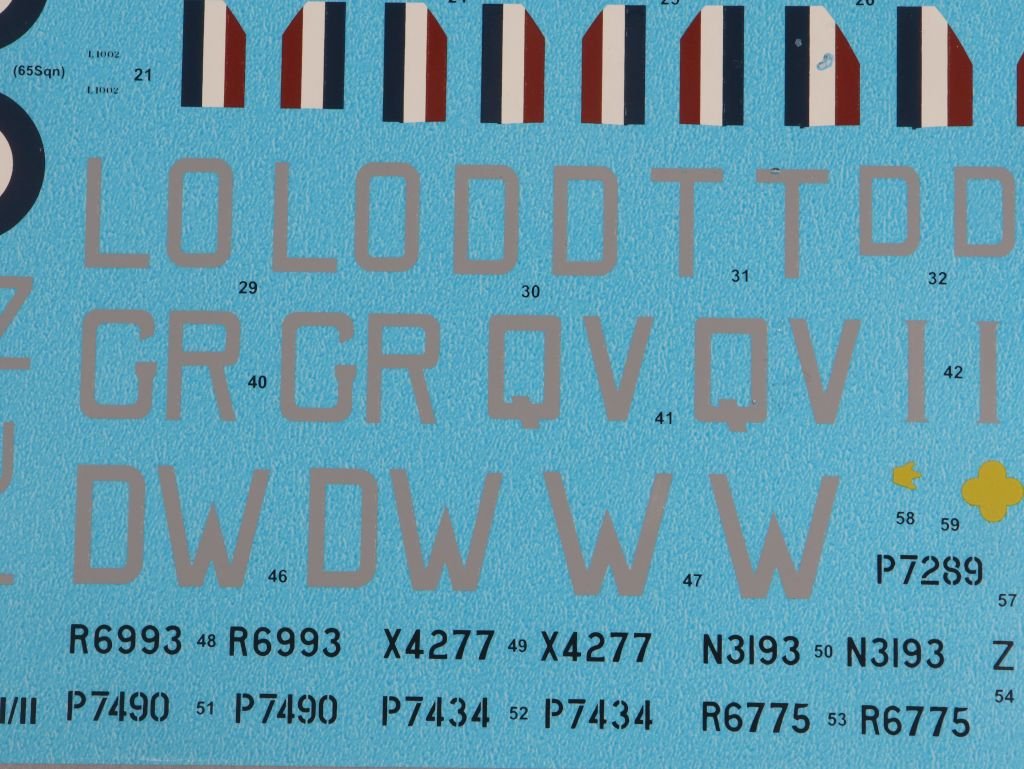 L1002
(65Sqn) 21
L1002
LO LO D D T T D D
29 30 31 32
GR 40 GR QV 41 QV I 42 I
DW 46 DW W 47 W
58 59
P7289
57
R6993 48 R6993 X4277 49 X4277 N3193 50 N3193 Z
54
I/II P7490 51 P7490 P7434 52 P7434 R6775 53 R6775